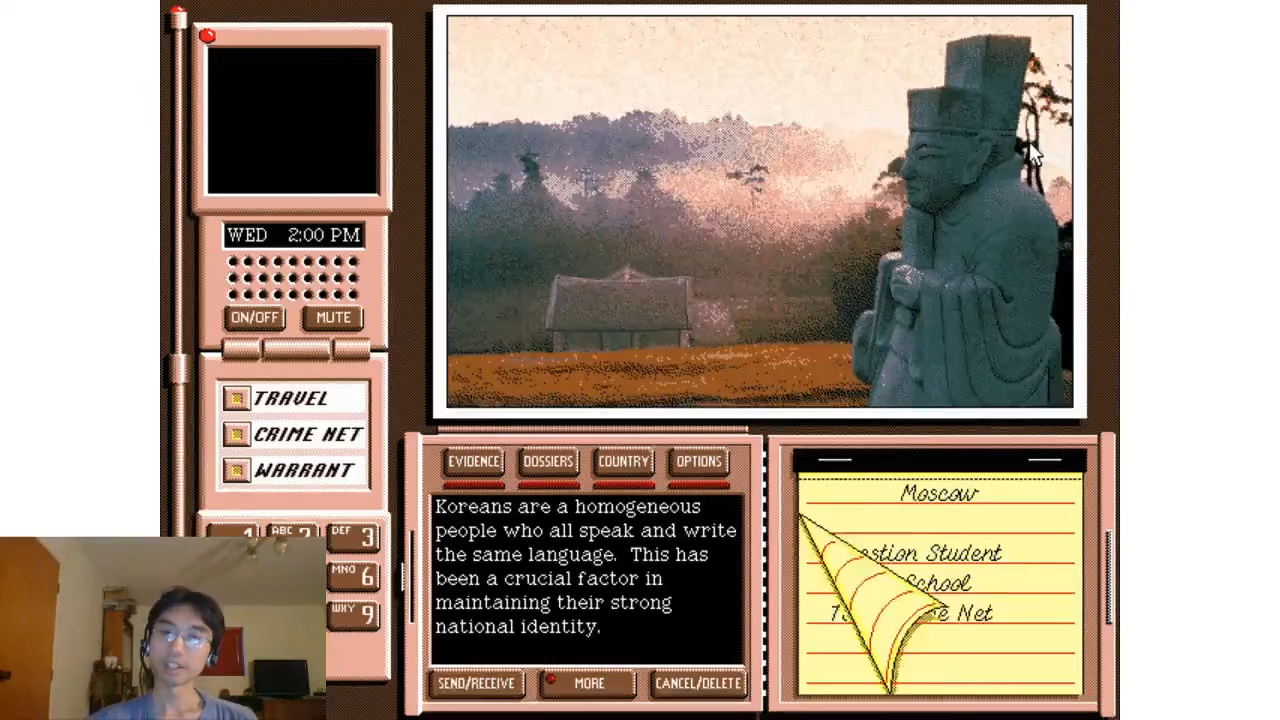 WED 2:00 PM
ON/OFF MUTE
TRAVEL
CRIME NET
WARRANT
ABC
DEF 3
MNO 6
WXY 9
EVIDENCE DOSSIERS COUNTRY OPTIONS
Koreans are a homogeneous
people who all speak and write
the same language. This has
been a crucial factor in
maintaining their strong
national identity.
SEND/RECEIVE MORE CANCEL/DELETE
Moscow
estion Student
School
e Net